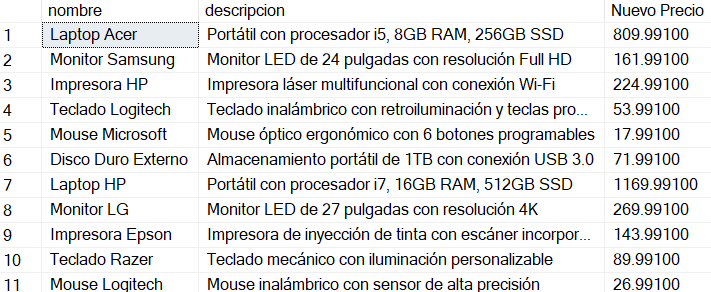 nombre descripcion Nuevo Precio
1 Laptop Acer Portátil con procesador i5, 8GB RAM, 256GB SSD 809.99100
2 Monitor Samsung Monitor LED de 24 pulgadas con resolución Full HD 161.99100
3 Impresora HP Impresora láser multifuncional con conexión Wi-Fi 224.99100
4 Teclado Logitech Teclado inalámbrico con retroiluminación y teclas pro... 53.99100
5 Mouse Microsoft Mouse óptico ergonómico con 6 botones programables 17.99100
6 Disco Duro Externo Almacenamiento portátil de 1TB con conexión USB 3.0 71.99100
7 Laptop HP Portátil con procesador i7, 16GB RAM, 512GB SSD 1169.99100
8 Monitor LG Monitor LED de 27 pulgadas con resolución 4K 269.99100
9 Impresora Epson Impresora de inyección de tinta con escáner incorpor... 143.99100
10 Teclado Razer Teclado mecánico con iluminación personalizable 89.99100
11 Mouse Logitech Mouse inalámbrico con sensor de alta precisión 26.99100